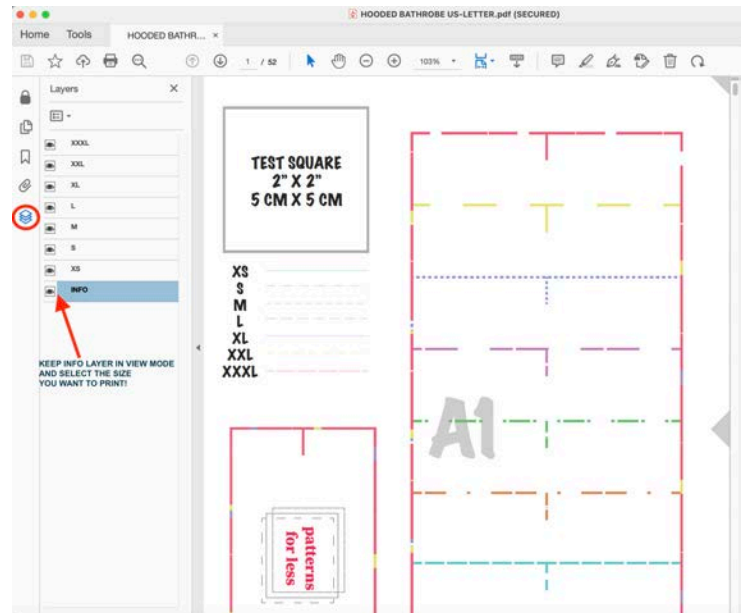 HOODED BATHROBE US-LETTER.pdf (SECURED)
Home Tools HOODED BATHR... ×
1 / 52 103%
Layers X
XXXL
XXL
XL
L
M
S
XS
INFO
KEEP INFO LAYER IN VIEW MODE
AND SELECT THE SIZE
YOU WANT TO PRINT!
TEST SQUARE
2" X 2"
5 CM X 5 CM
XS
S
M
L
XL
XXL
XXXL
A1
patterns
for less